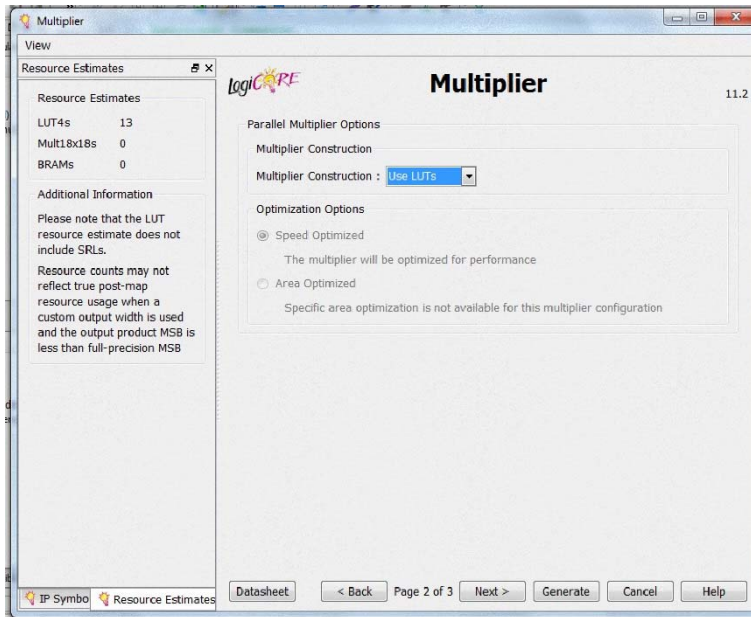 Multiplier
View
Resource Estimates
Resource Estimates
LUT4s 13
Mult18x18s 0
BRAMs 0
Additional Information
Please note that the LUT
resource estimate does not
include SRLs.
Resource counts may not
reflect true post-map
resource usage when a
custom output width is used
and the output product MSB is
less than full-precision MSB
IP Symbo
Resource Estimates
logiCORE
Multiplier
11.2
Parallel Multiplier Options
Multiplier Construction
Multiplier Construction : Use LUTs
Optimization Options
Speed Optimized
The multiplier will be optimized for performance
Area Optimized
Specific area optimization is not available for this multiplier configuration
Datasheet < Back Page 2 of 3 Next > Generate Cancel Help